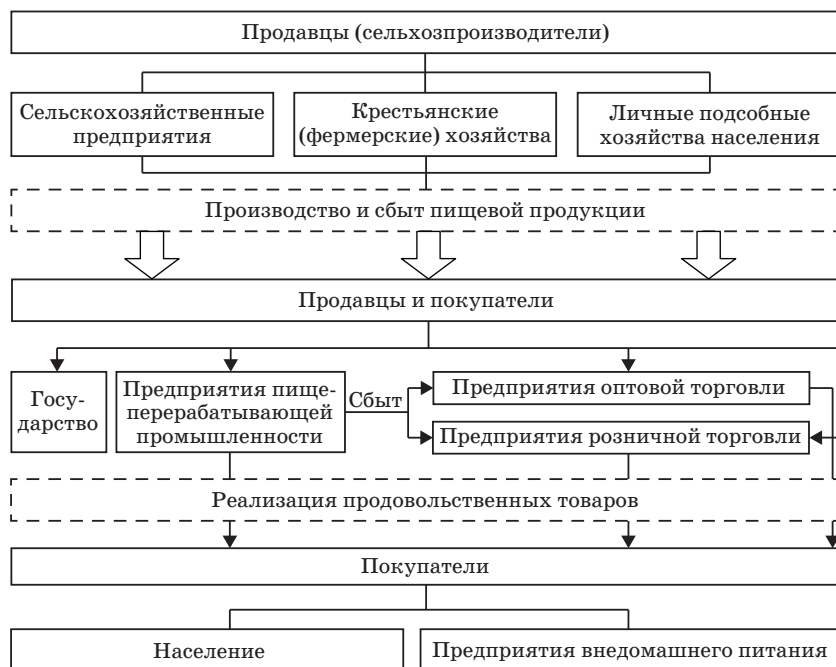 Продавцы (сельхозпроизводители)
Сельскохозяйственные
предприятия
Крестьянские
(фермерские) хозяйства
Личные подсобные
хозяйства населения
Производство и сбыт пищевой продукции
Продавцы и покупатели
Госу-
дарство
Предприятия пище-
перерабатывающей
промышленности
Сбыт
Предприятия оптовой торговли
Предприятия розничной торговли
Реализация продовольственных товаров
Покупатели
Население
Предприятия внедомашнего питания